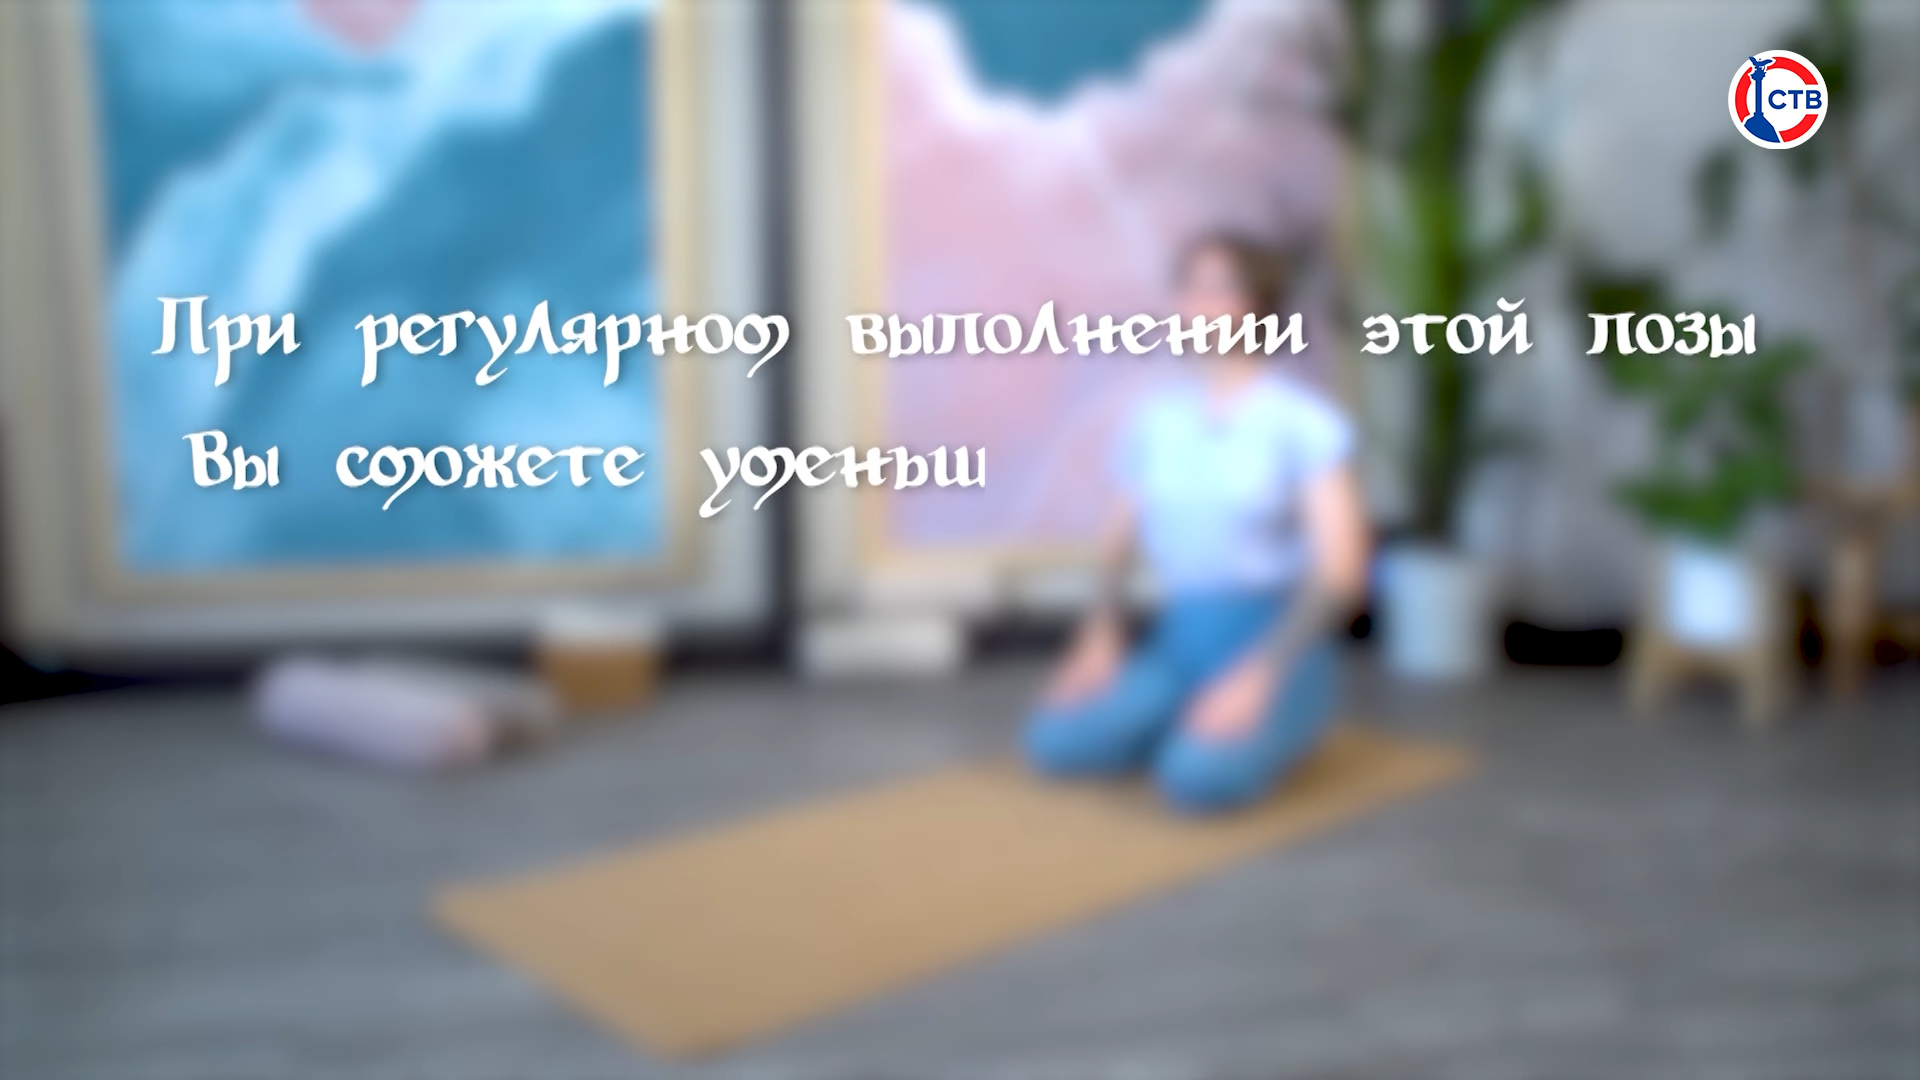 СТВ
При регулярном выполнении этой позы
Вы сможете уменьш